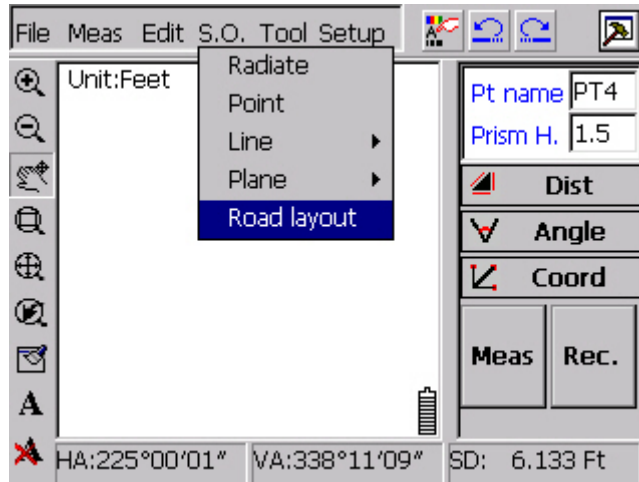 File Meas Edit S.O. Tool Setup
Unit:Feet
Radiate
Point
Line
Plane
Road layout
Pt name PT4
Prism H. 1.5
Dist
Angle
Coord
Meas Rec.
A
A
HA:225°00'01" VA:338°11'09" SD: 6.133 Ft